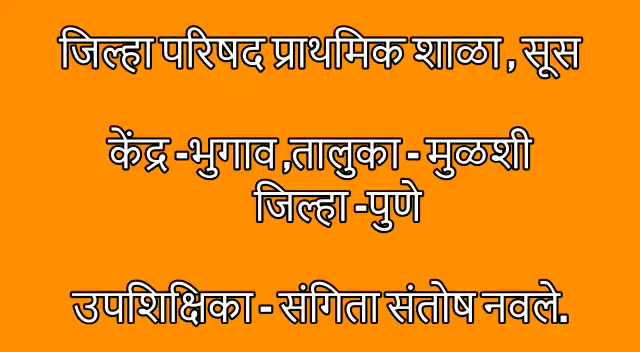 जिल्हा परिषद प्राथमिक शाळा , सूस
केंद्र -भुगाव ,तालुका - मुळशी
जिल्हा -पुणे
उपशिक्षिका - संगिता संतोष नवले.